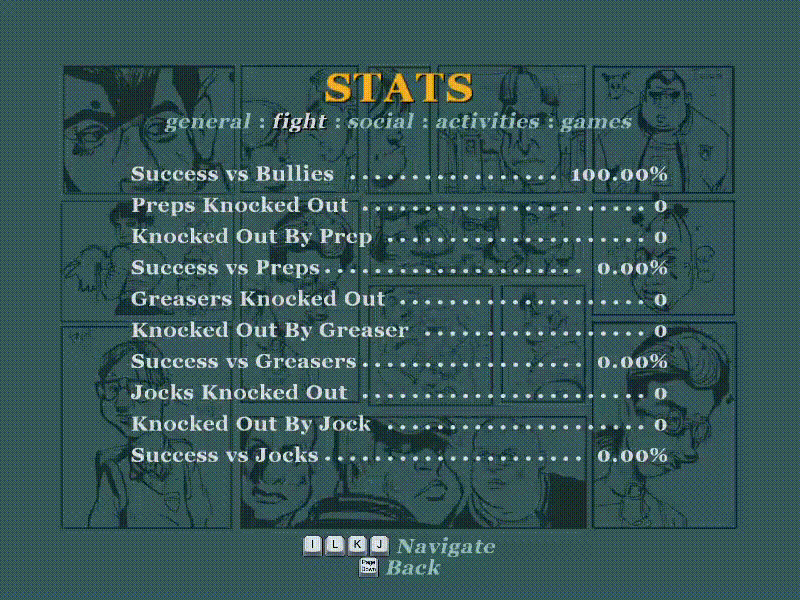 STATS
general : fight : social : activities : games
Success vs Bullies ................. 100.00%
Preps Knocked Out ....................... 0
Knocked Out By Prep ..................... 0
Success vs Preps..................... 0.00%
Greasers Knocked Out .................... 0
Knocked Out By Greaser .................. 0
Success vs Greasers.................. 0.00%
Jocks Knocked Out ....................... 0
Knocked Out By Jock ..................... 0
Success vs Jocks..................... 0.00%
I L K J Navigate
Page Down Back